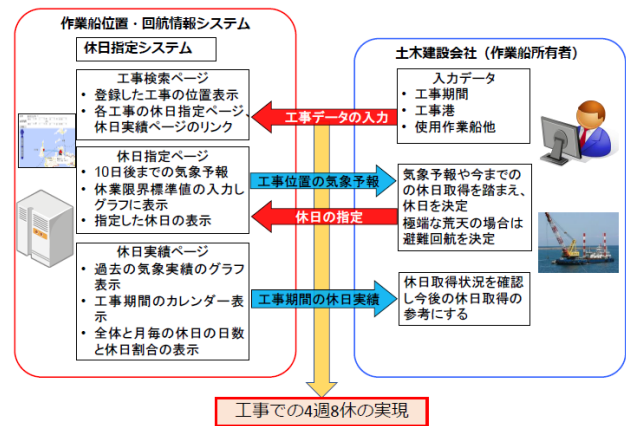 作業船位置・回航情報システム
休日指定システム
工事検索ページ
• 登録した工事の位置表示
• 各工事の休日指定ページ、
休日実績ページのリンク
休日指定ページ
• 10日後までの気象予報
• 休業限界標準値の入力し
グラフに表示
• 指定した休日の表示
休日実績ページ
• 過去の気象実績のグラフ
表示
• 工事期間のカレンダー表
示
• 全体と月毎の休日の日数
と休日割合の表示
工事データの入力
工事位置の気象予報
休日の指定
工事期間の休日実績
土木建設会社（作業船所有者）
入力データ
• 工事期間
• 工事港
• 使用作業船他
気象予報や今までの
の休日取得を踏まえ、
休日を決定
極端な荒天の場合は
避難回航を決定
休日取得状況を確認
し今後の休日取得の
参考にする
工事での4週8休の実現